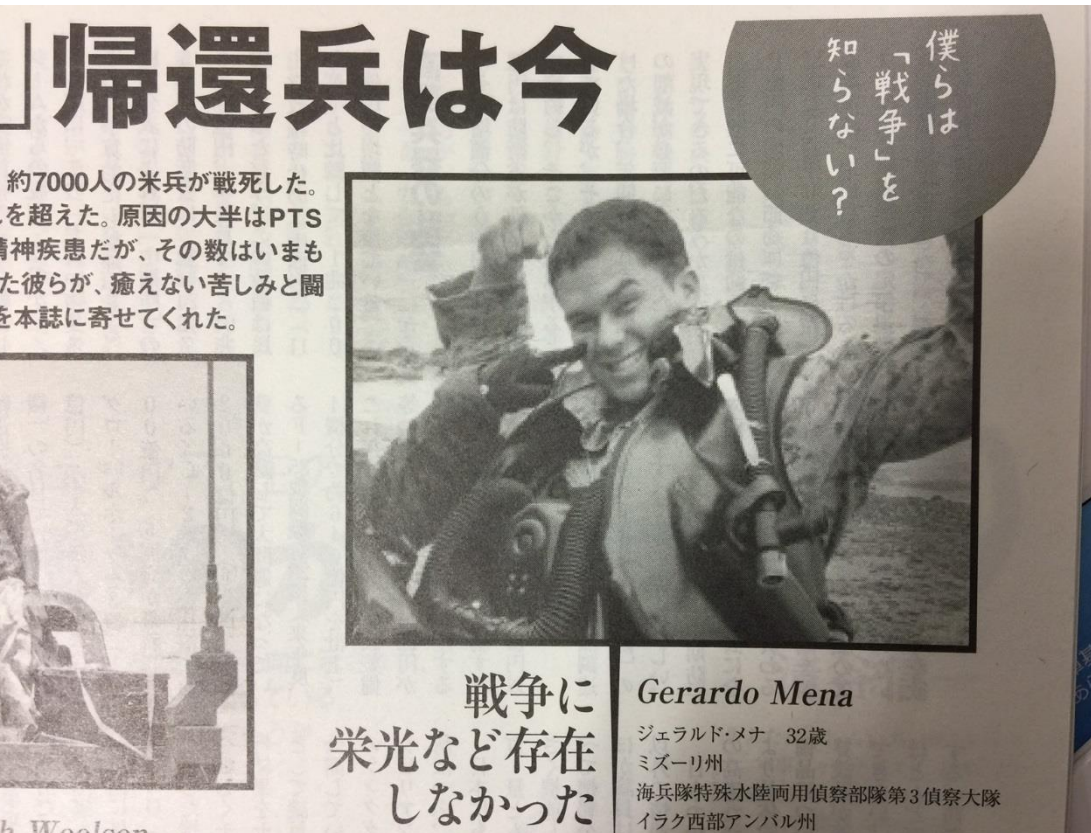 帰還兵は今
僕らは
「戦争」を
知らない?
約7000人の米兵が戦死した。
を超えた。原因の大半はPTS
精神疾患だが、その数はいまも
た彼らが、癒えない苦しみと闘
を本誌に寄せてくれた。
戦争に
栄光など存在
しなかった
Gerardo Mena
ジェラルド・メナ 32歳
ミズーリ州
海兵隊特殊水陸両用偵察部隊第3偵察大隊
イラク西部アンバル州